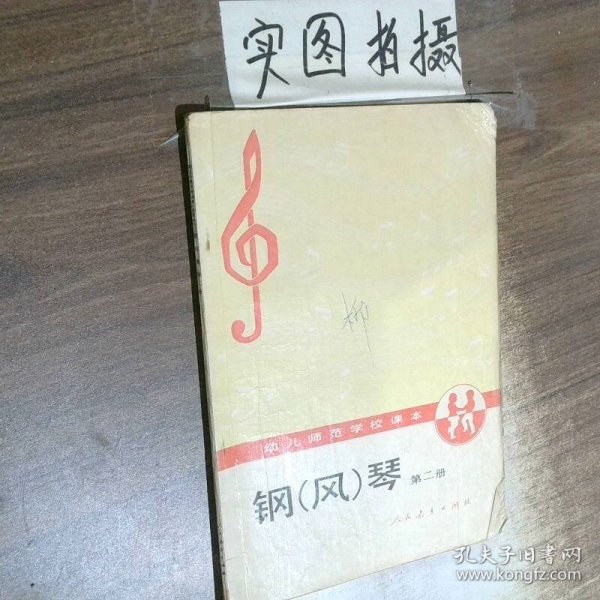 实图拍摄
柳
幼儿师范学校课本
钢(风)琴 第二册
人民教育出版社
孔夫子旧书网
www.kongfz.com